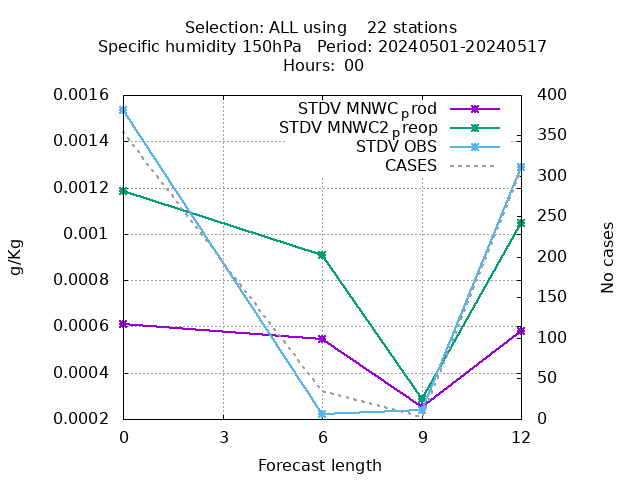 Selection: ALL using    22 stations
Specific humidity 150hPa   Period: 20240501-20240517
Hours:  00
STDV MNWC_prod
STDV MNWC2_preop
STDV OBS
CASES
0.0016
0.0014
0.0012
0.001
0.0008
0.0006
0.0004
0.0002
g/Kg
400
350
300
250
200
150
100
50
0
No cases
0 3 6 9 12
Forecast length